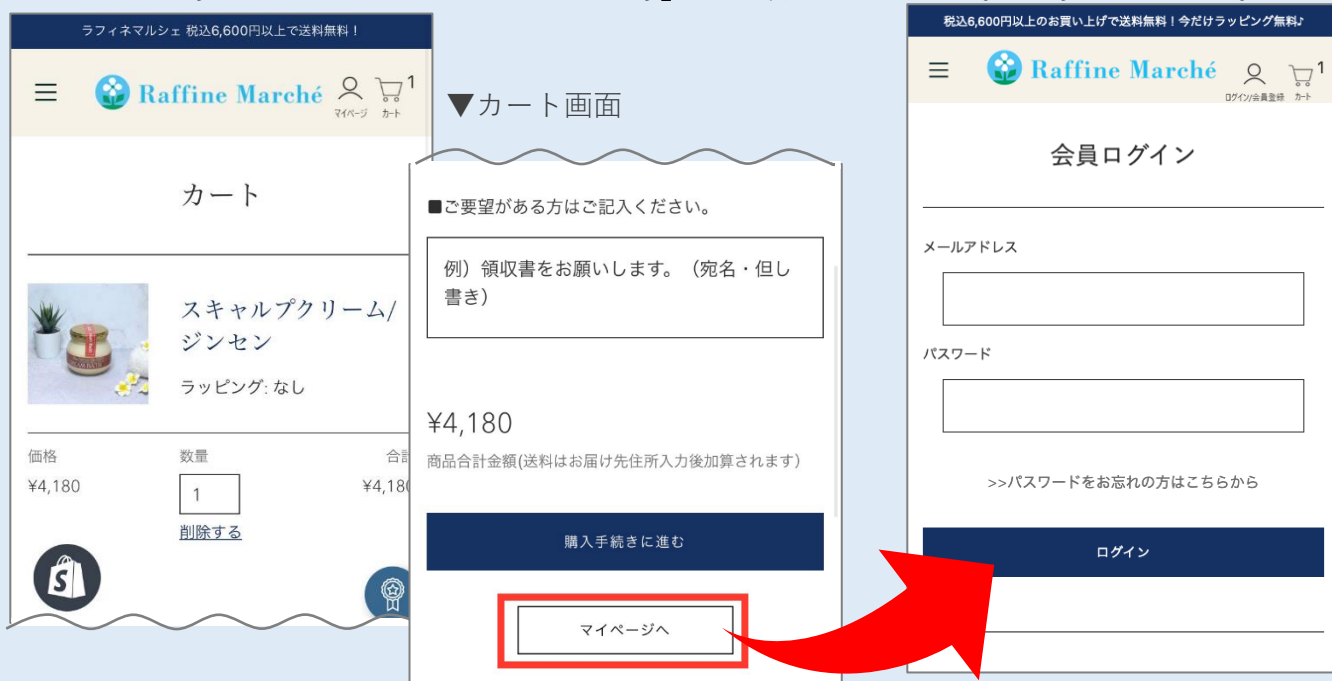 ラフィネマルシェ 税込6,600円以上で送料無料！
Raffine Marché
1
マイページ
カート
カート
スキャルプクリーム/
ジンセン
ラッピング: なし
価格
数量
合計
¥4,180
1
¥4,180
削除する
▼カート画面
■ご要望がある方はご記入ください。
例）領収書をお願いします。（宛名・但し
書き）
¥4,180
商品合計金額(送料はお届け先住所入力後加算されます)
購入手続きに進む
マイページへ
税込6,600円以上のお買い上げで送料無料！今だけラッピング無料♪
Raffine Marché
1
ログイン/会員登録
カート
会員ログイン
メールアドレス
パスワード
>>パスワードをお忘れの方はこちらから
ログイン